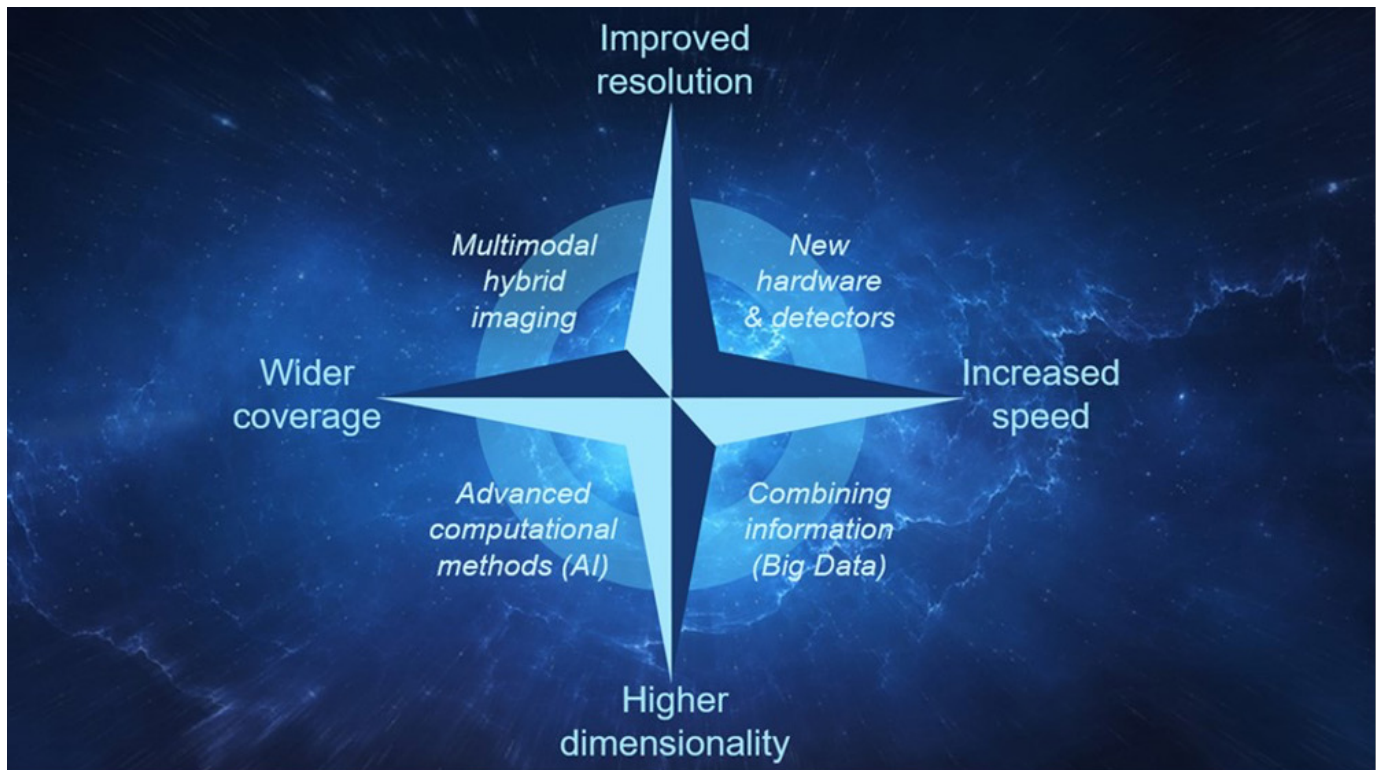 Improved
resolution
Multimodal
hybrid
imaging
New
hardware
& detectors
Wider
coverage
Increased
speed
Advanced
computational
methods (AI)
Combining
information
(Big Data)
Higher
dimensionality